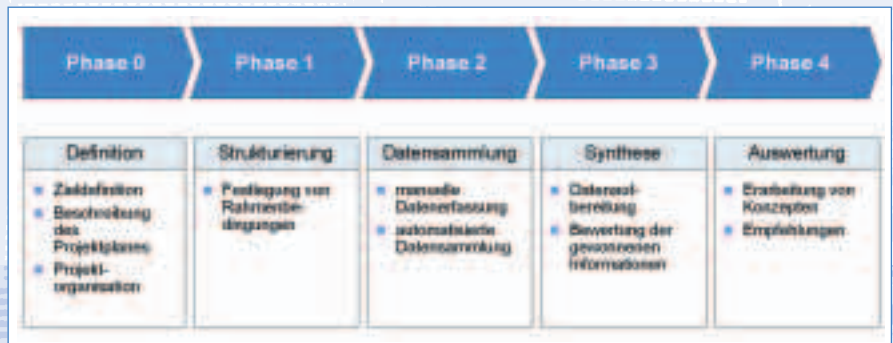 Phase 0
Phase 1
Phase 2
Phase 3
Phase 4
Definition
Zieldefinition
Beschreibung
des
Projektplanes
Projekt-
organisation
Strukturierung
Festlegung von
Rahmenbe-
dingungen
Datensammlung
manuelle
Datenerfassung
automatisierte
Datensammlung
Synthese
Datenauf-
bereitung
Bewertung der
gewonnenen
Informationen
Auswertung
Erarbeitung von
Konzepten
Empfehlungen